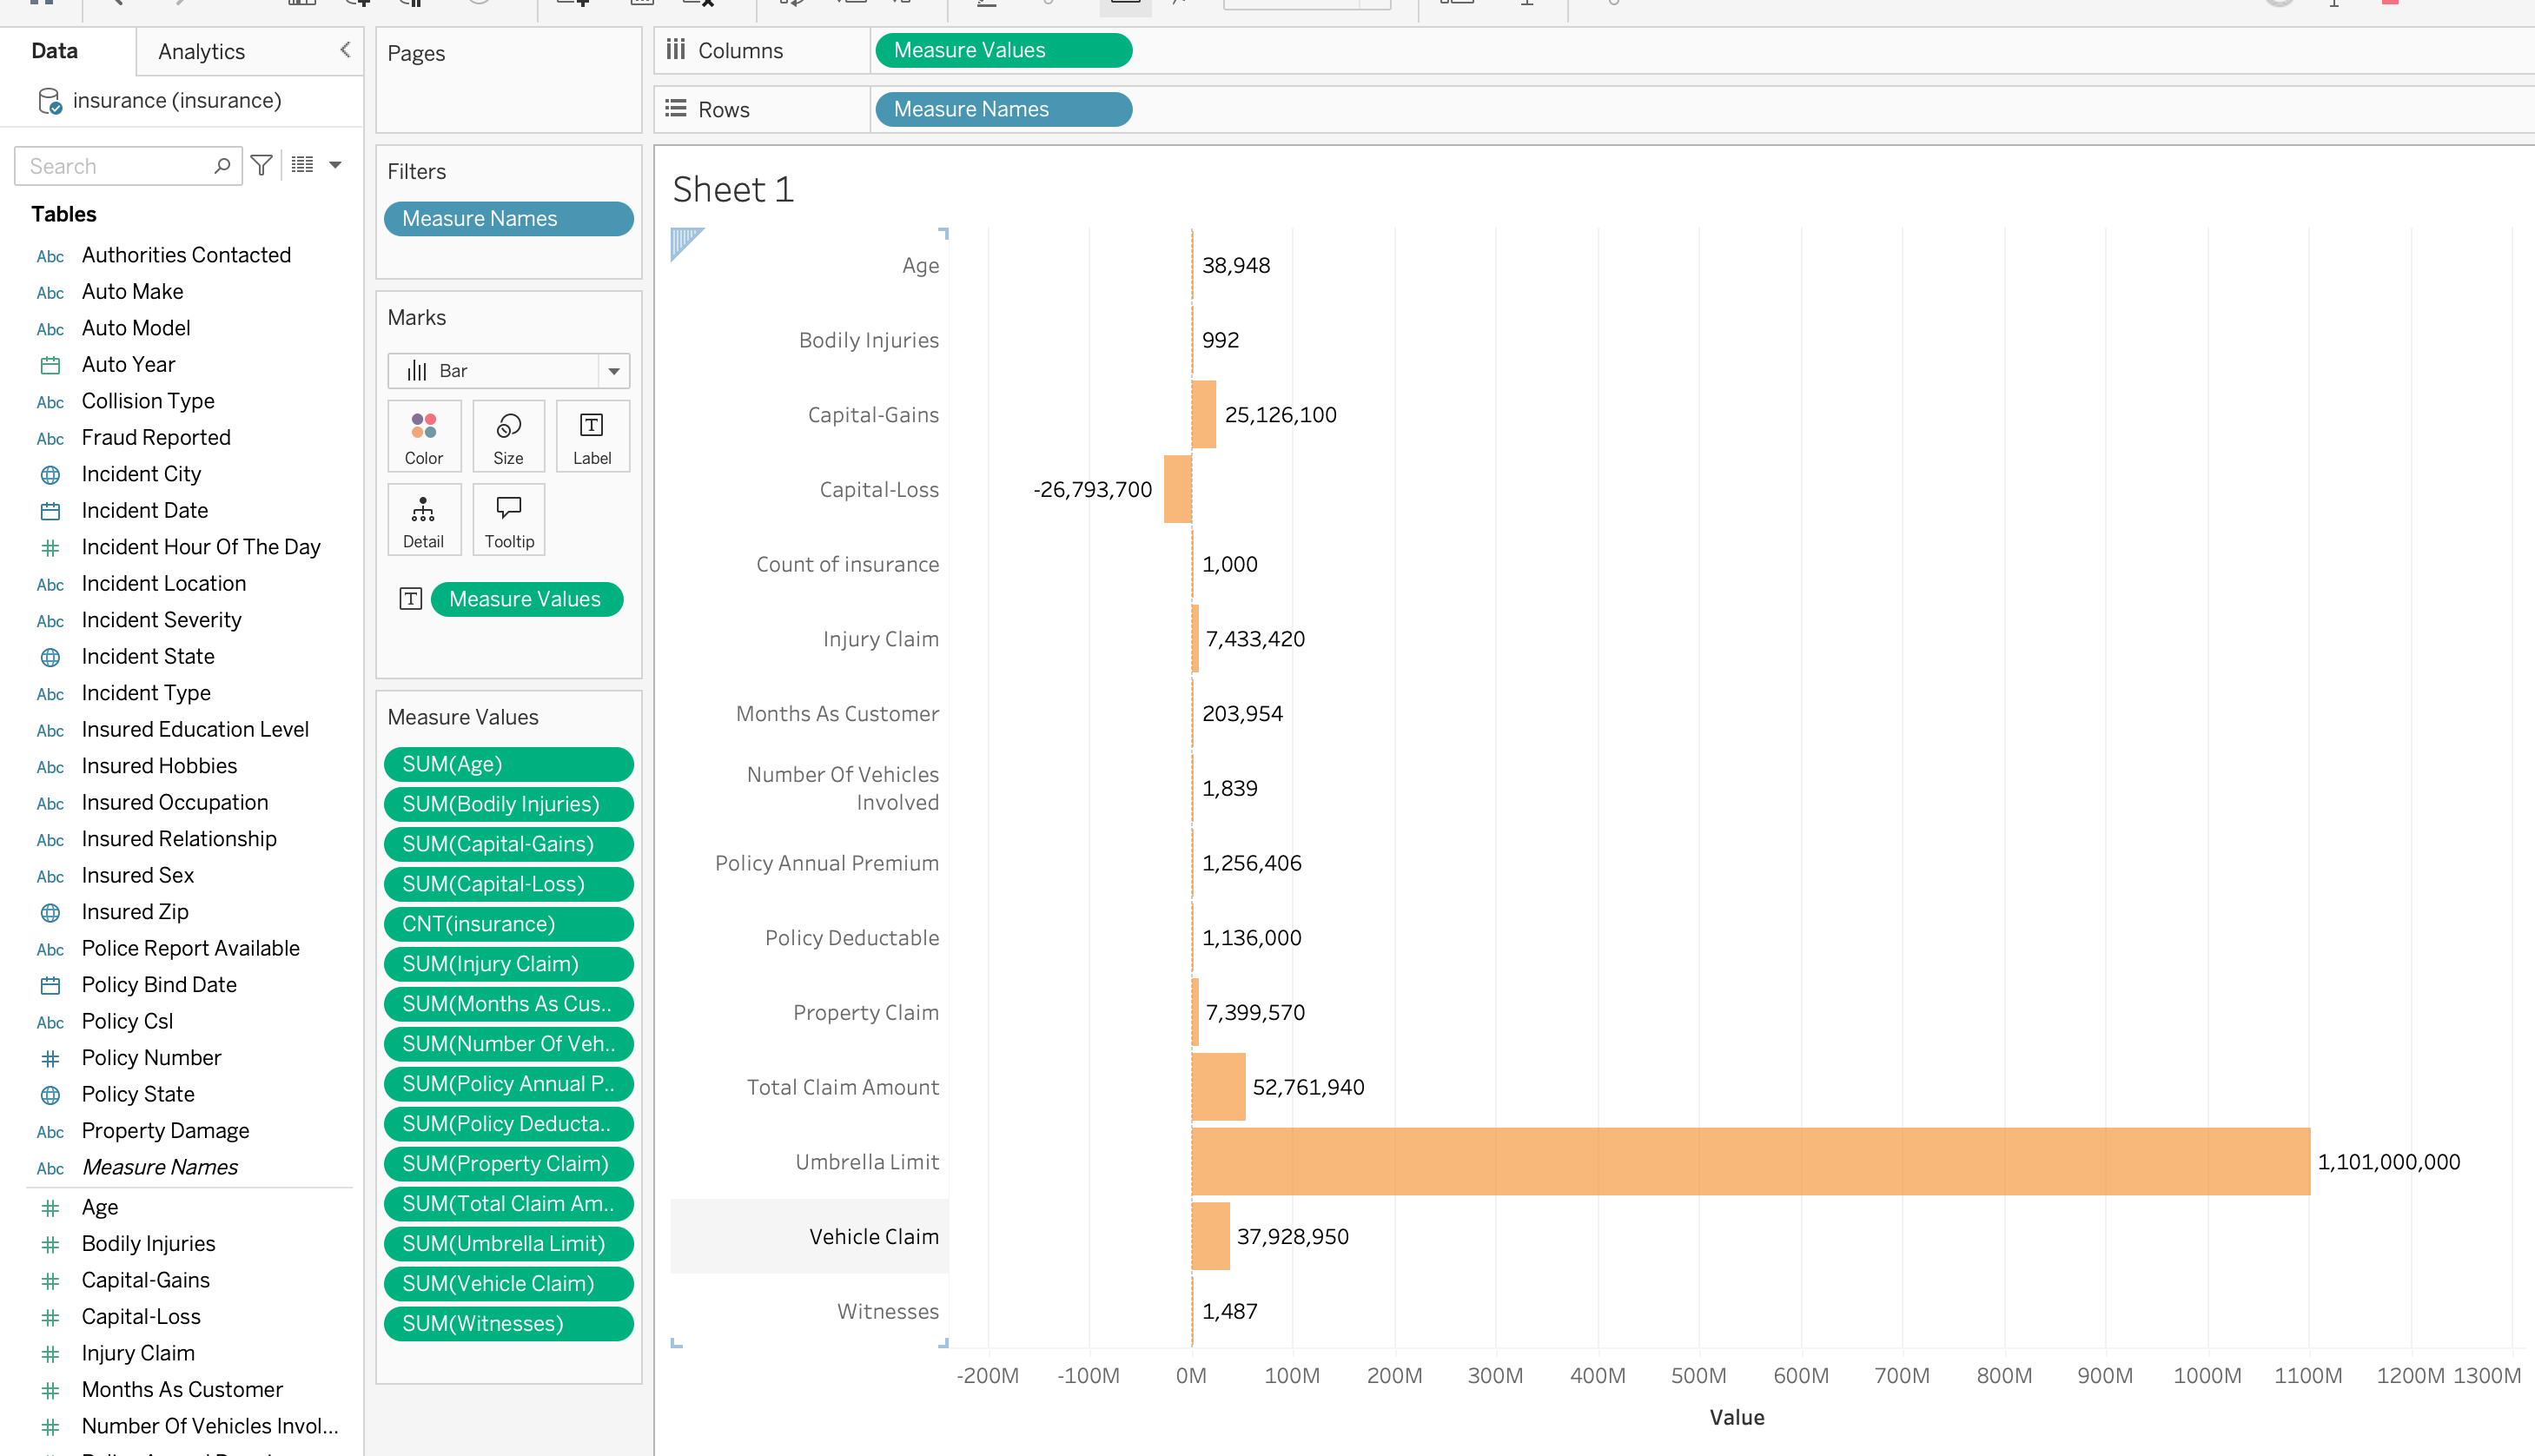 Data
Analytics
insurance (insurance)
Search
Tables
Abc Authorities Contacted
Abc Auto Make
Abc Auto Model
Auto Year
Abc Collision Type
Abc Fraud Reported
Incident City
Incident Date
# Incident Hour Of The Day
Abc Incident Location
Abc Incident Severity
Incident State
Abc Incident Type
Abc Insured Education Level
Abc Insured Hobbies
Abc Insured Occupation
Abc Insured Relationship
Abc Insured Sex
Insured Zip
Abc Police Report Available
Policy Bind Date
Abc Policy Csl
# Policy Number
Policy State
Abc Property Damage
Abc Measure Names
# Age
# Bodily Injuries
# Capital-Gains
# Capital-Loss
# Injury Claim
# Months As Customer
# Number Of Vehicles Invol...
Pages
Filters
Measure Names
Marks
Bar
Color
Size
T Label
Detail
Tooltip
T Measure Values
Measure Values
SUM(Age)
SUM(Bodily Injuries)
SUM(Capital-Gains)
SUM(Capital-Loss)
CNT(insurance)
SUM(Injury Claim)
SUM(Months As Cus..
SUM(Number Of Veh..
SUM(Policy Annual P..
SUM(Policy Deducta..
SUM(Property Claim)
SUM(Total Claim Am..
SUM(Umbrella Limit)
SUM(Vehicle Claim)
SUM(Witnesses)
Columns
Measure Values
Rows
Measure Names
Sheet 1
Age 38,948
Bodily Injuries 992
Capital-Gains 25,126,100
Capital-Loss -26,793,700
Count of insurance 1,000
Injury Claim 7,433,420
Months As Customer 203,954
Number Of Vehicles
Involved 1,839
Policy Annual Premium 1,256,406
Policy Deductable 1,136,000
Property Claim 7,399,570
Total Claim Amount 52,761,940
Umbrella Limit 1,101,000,000
Vehicle Claim 37,928,950
Witnesses 1,487
-200M -100M 0M 100M 200M 300M 400M 500M 600M 700M 800M 900M 1000M 1100M 1200M 1300M
Value